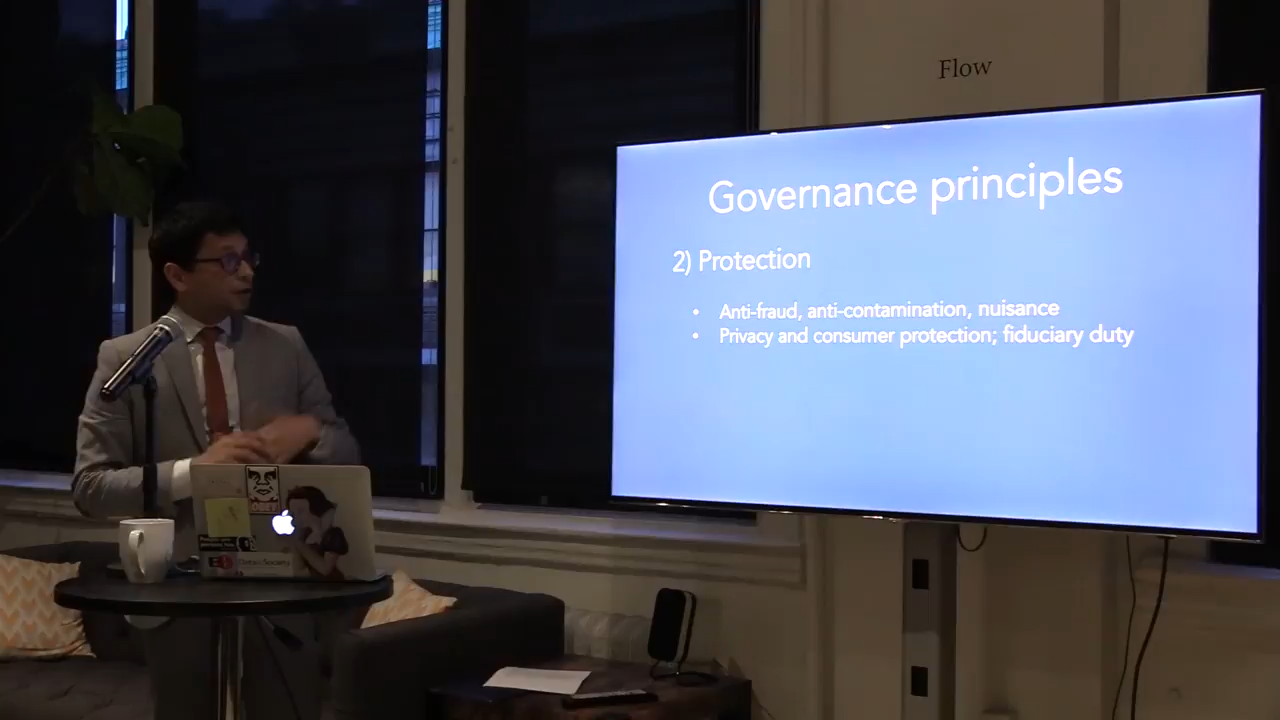 Flow
Governance principles
2) Protection
• Anti-fraud, anti-contamination, nuisance
• Privacy and consumer protection; fiduciary duty
OBEY